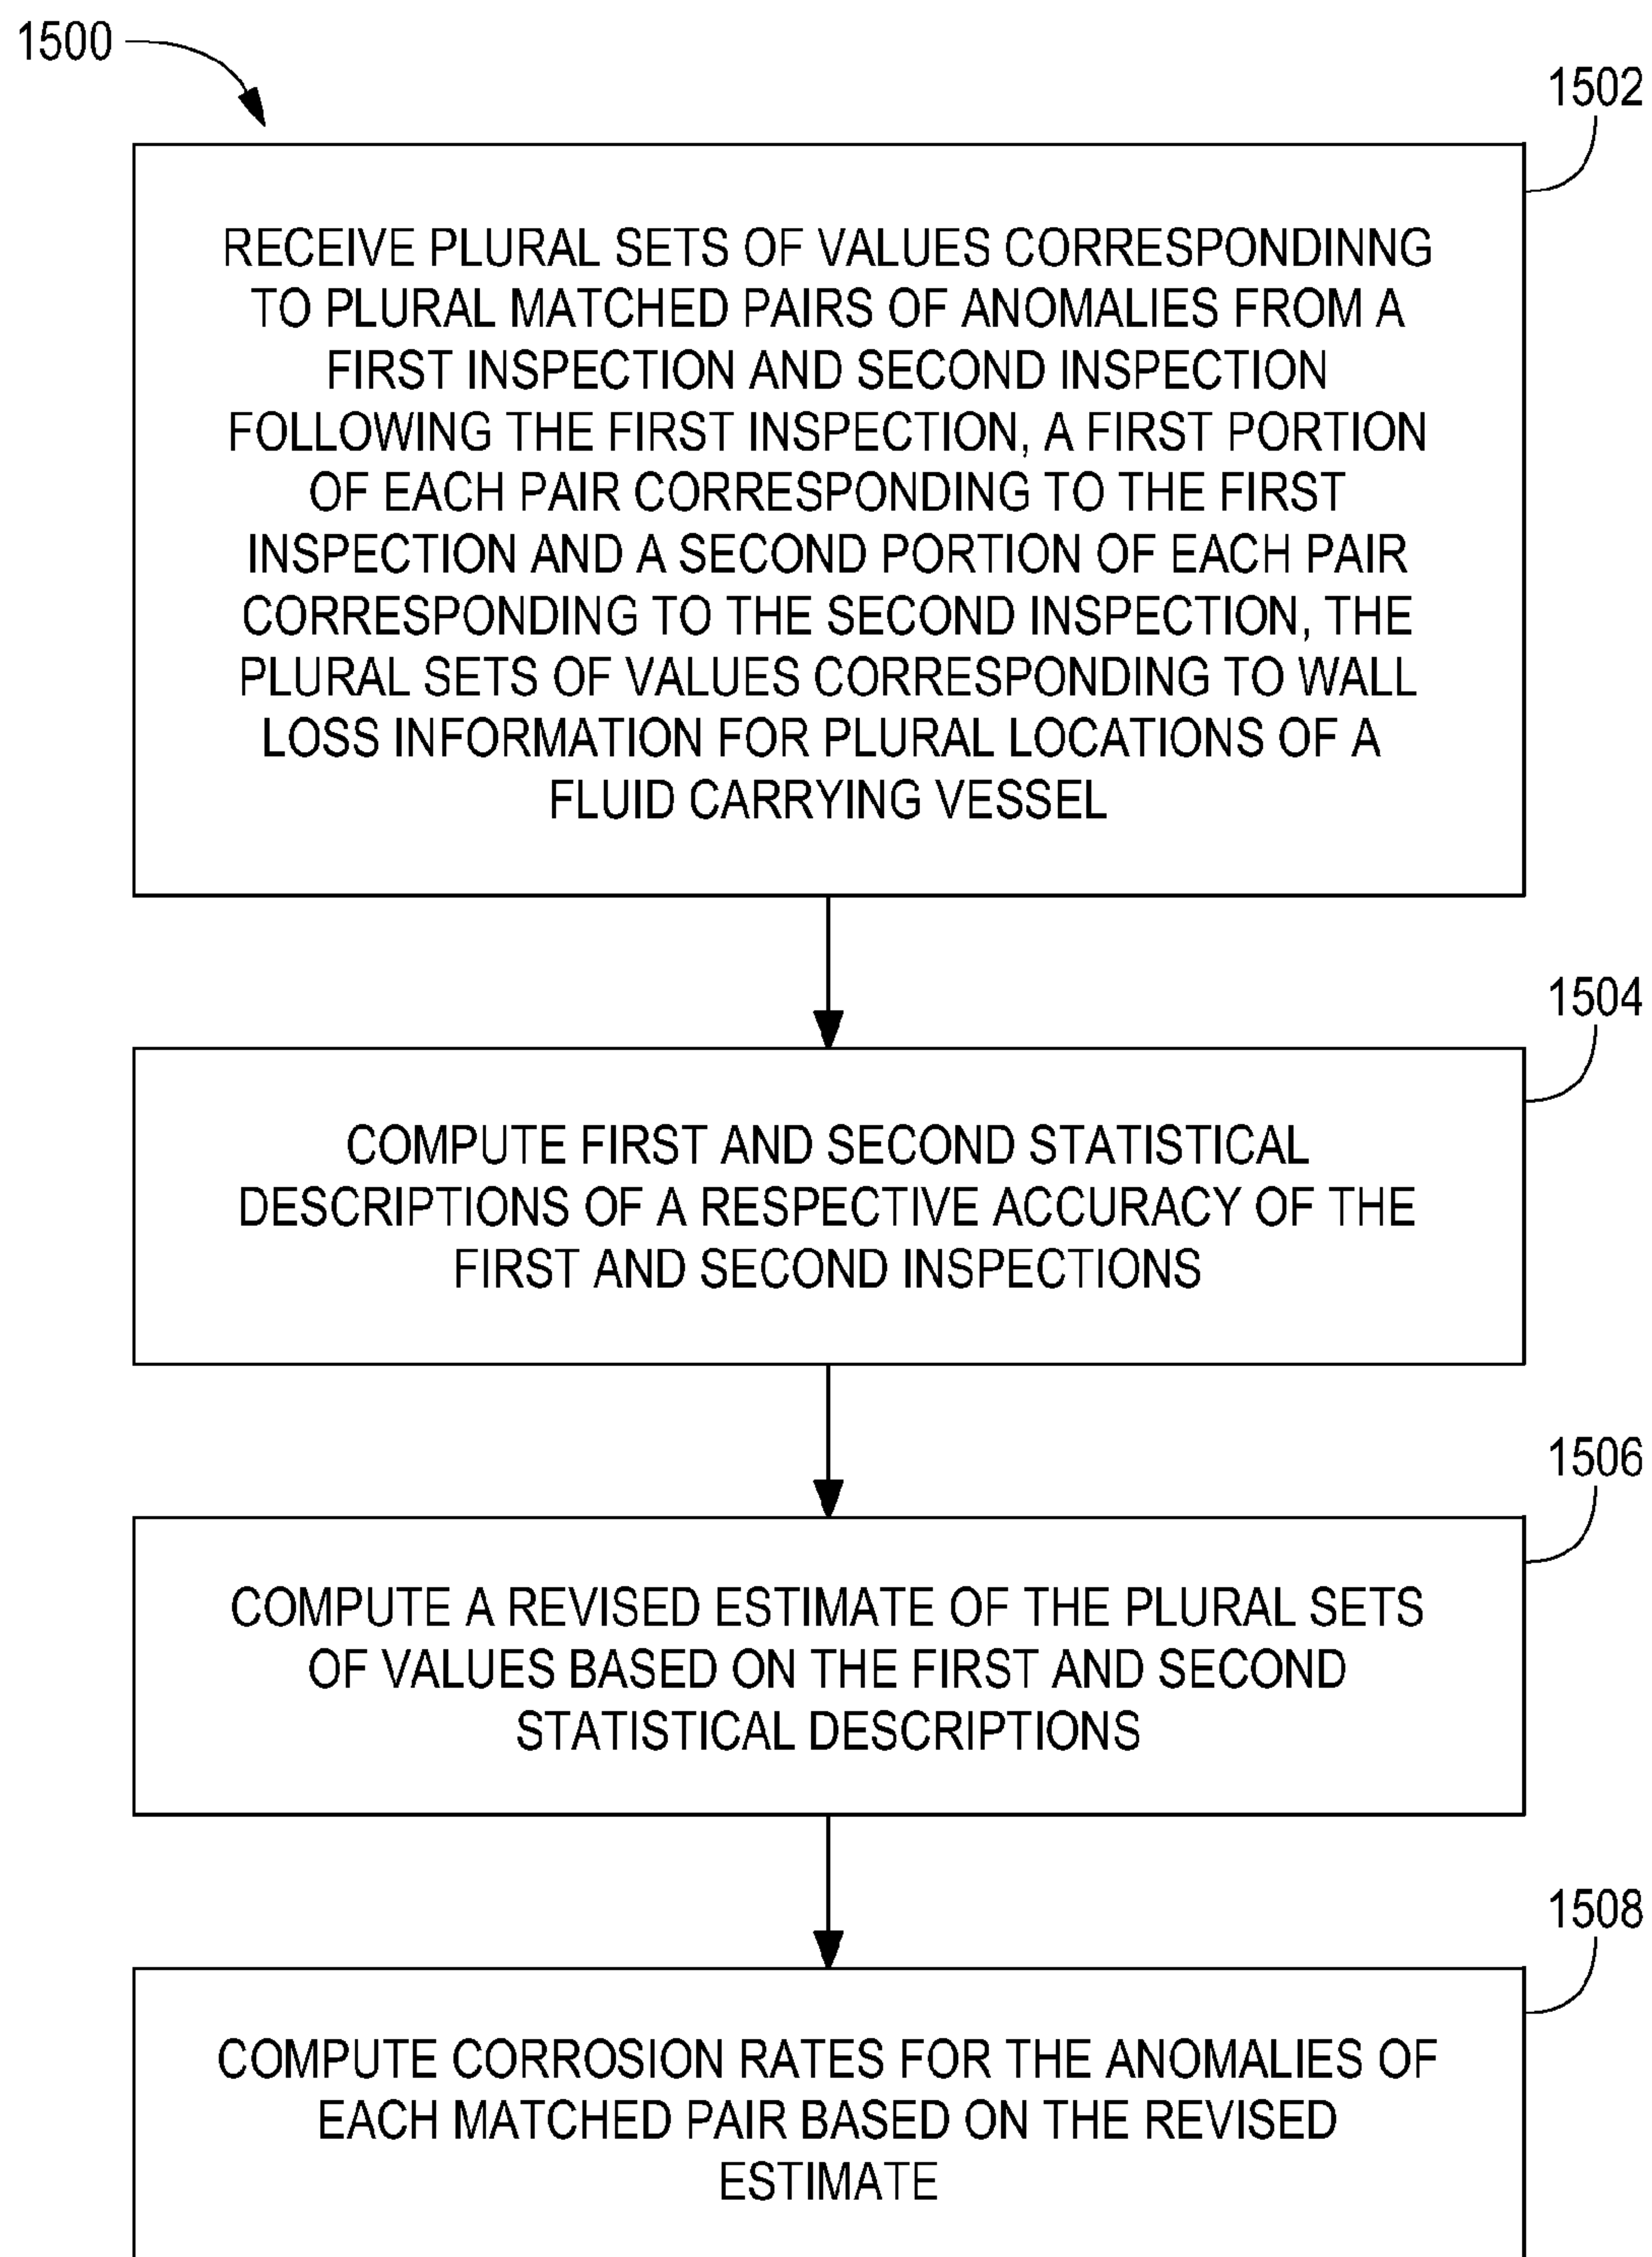 1500
1502
RECEIVE PLURAL SETS OF VALUES CORRESPONDINNG
TO PLURAL MATCHED PAIRS OF ANOMALIES FROM A
FIRST INSPECTION AND SECOND INSPECTION
FOLLOWING THE FIRST INSPECTION, A FIRST PORTION
OF EACH PAIR CORRESPONDING TO THE FIRST
INSPECTION AND A SECOND PORTION OF EACH PAIR
CORRESPONDING TO THE SECOND INSPECTION, THE
PLURAL SETS OF VALUES CORRESPONDING TO WALL
LOSS INFORMATION FOR PLURAL LOCATIONS OF A
FLUID CARRYING VESSEL
1504
COMPUTE FIRST AND SECOND STATISTICAL
DESCRIPTIONS OF A RESPECTIVE ACCURACY OF THE
FIRST AND SECOND INSPECTIONS
1506
COMPUTE A REVISED ESTIMATE OF THE PLURAL SETS
OF VALUES BASED ON THE FIRST AND SECOND
STATISTICAL DESCRIPTIONS
1508
COMPUTE CORROSION RATES FOR THE ANOMALIES OF
EACH MATCHED PAIR BASED ON THE REVISED
ESTIMATE